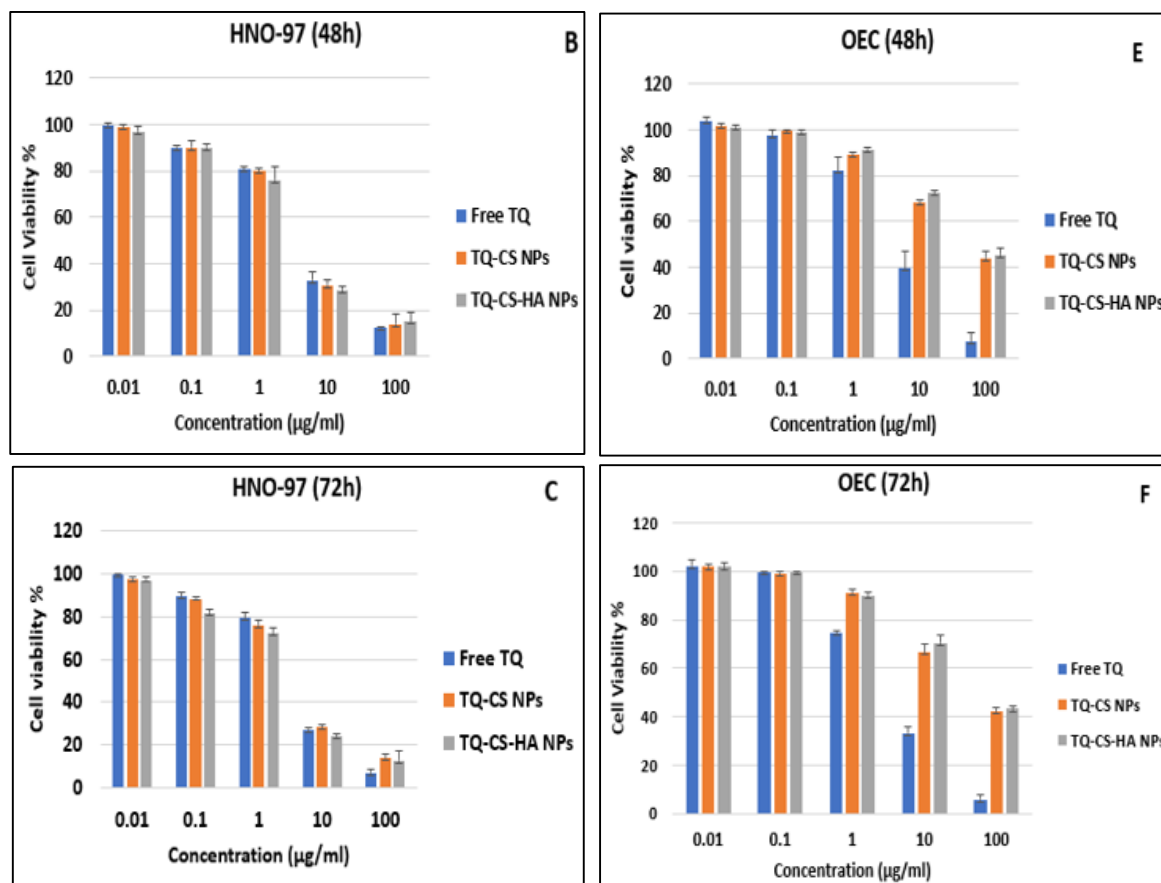 HNO-97 (48h)
B
Cell Viability %
120
100
80
60
40
20
0
0.01 0.1 1 10 100
Concentration (µg/ml)
Free TQ
TQ-CS NPs
TQ-CS-HA NPs
OEC (48h)
E
Cell viability %
120
100
80
60
40
20
0
0.01 0.1 1 10 100
Concentration (µg/ml)
Free TQ
TQ-CS NPs
TQ-CS-HA NPs
HNO-97 (72h)
C
Cell viability %
120
100
80
60
40
20
0
0.01 0.1 1 10 100
Concentration (µg/ml)
Free TQ
TQ-CS NPs
TQ-CS-HA NPs
OEC (72h)
F
Cell Viability %
120
100
80
60
40
20
0
0.01 0.1 1 10 100
Concentration (µg/ml)
Free TQ
TQ-CS NPs
TQ-CS-HA NPs